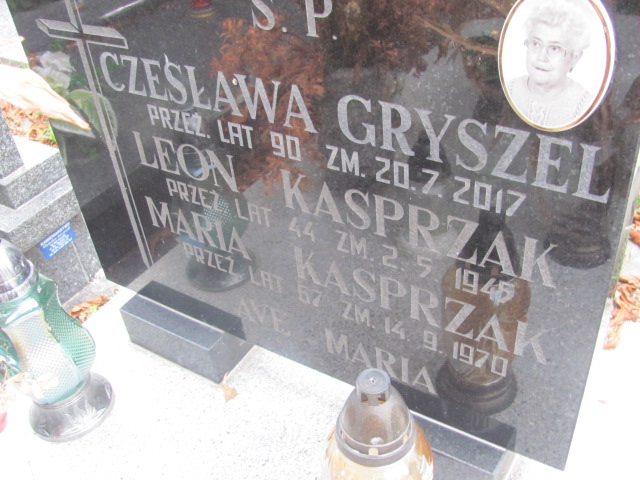 Ś.P.
CZESŁAWA GRYSZEL
PRZEŻ. LAT 90 ZM. 20.7.2017
LEON KASPRZAK
PRZEŻ. LAT 44 ZM. 2.5.1945
MARIA KASPRZAK
PRZEŻ. LAT 67 ZM. 14.9.1970
AVE MARIA